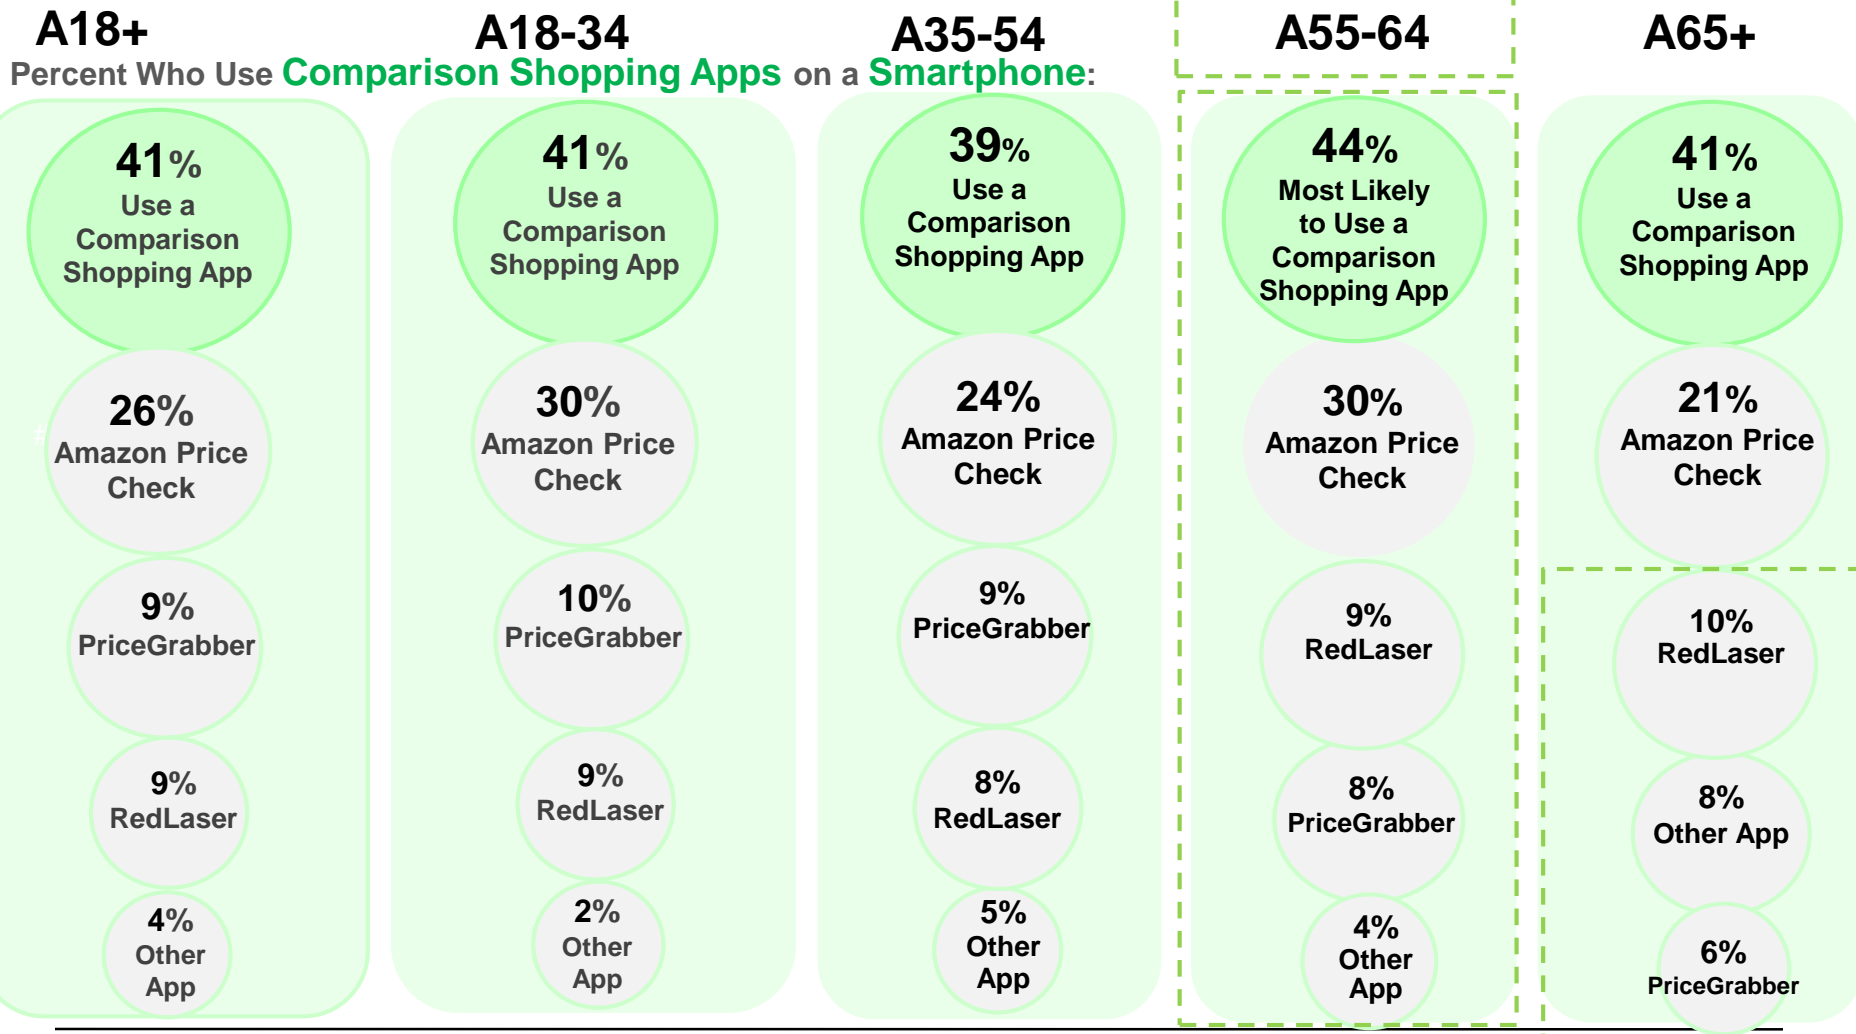 A18+
A18-34
A35-54
A55-64
A65+
Percent Who Use Comparison Shopping Apps on a Smartphone:
41%
Use a
Comparison
Shopping App
26%
#
Amazon Price
Check
9%
PriceGrabber
9%
RedLaser
4%
Other
App
41%
Use a
Comparison
Shopping App
30%
Amazon Price
Check
10%
PriceGrabber
9%
RedLaser
2%
Other
App
39%
Use a
Comparison
Shopping App
24%
Amazon Price
Check
9%
PriceGrabber
8%
RedLaser
5%
Other
App
44%
Most Likely
to Use a
Comparison
Shopping App
30%
Amazon Price
Check
9%
RedLaser
8%
PriceGrabber
4%
Other
App
41%
Use a
Comparison
Shopping App
21%
Amazon Price
Check
10%
RedLaser
8%
Other App
6%
PriceGrabber